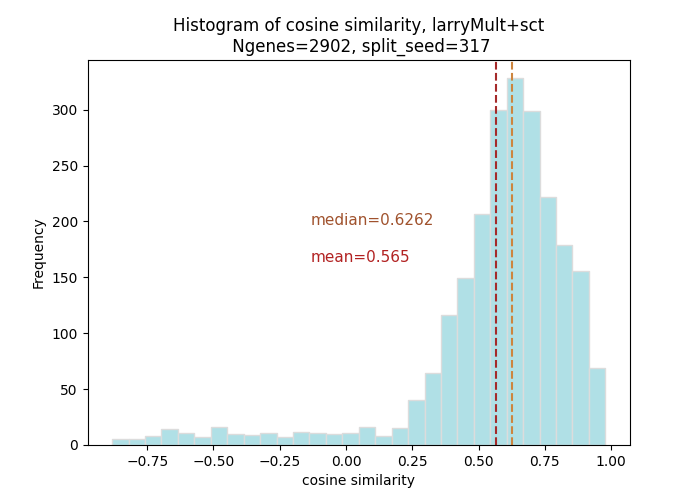 Histogram of cosine similarity, larryMult+sct
Ngenes=2902, split_seed=317
300
250
200
150
100
50
0
Frequency
median=0.6262
mean=0.565
−0.75
−0.50
−0.25
0.00
0.25
0.50
0.75
1.00
cosine similarity